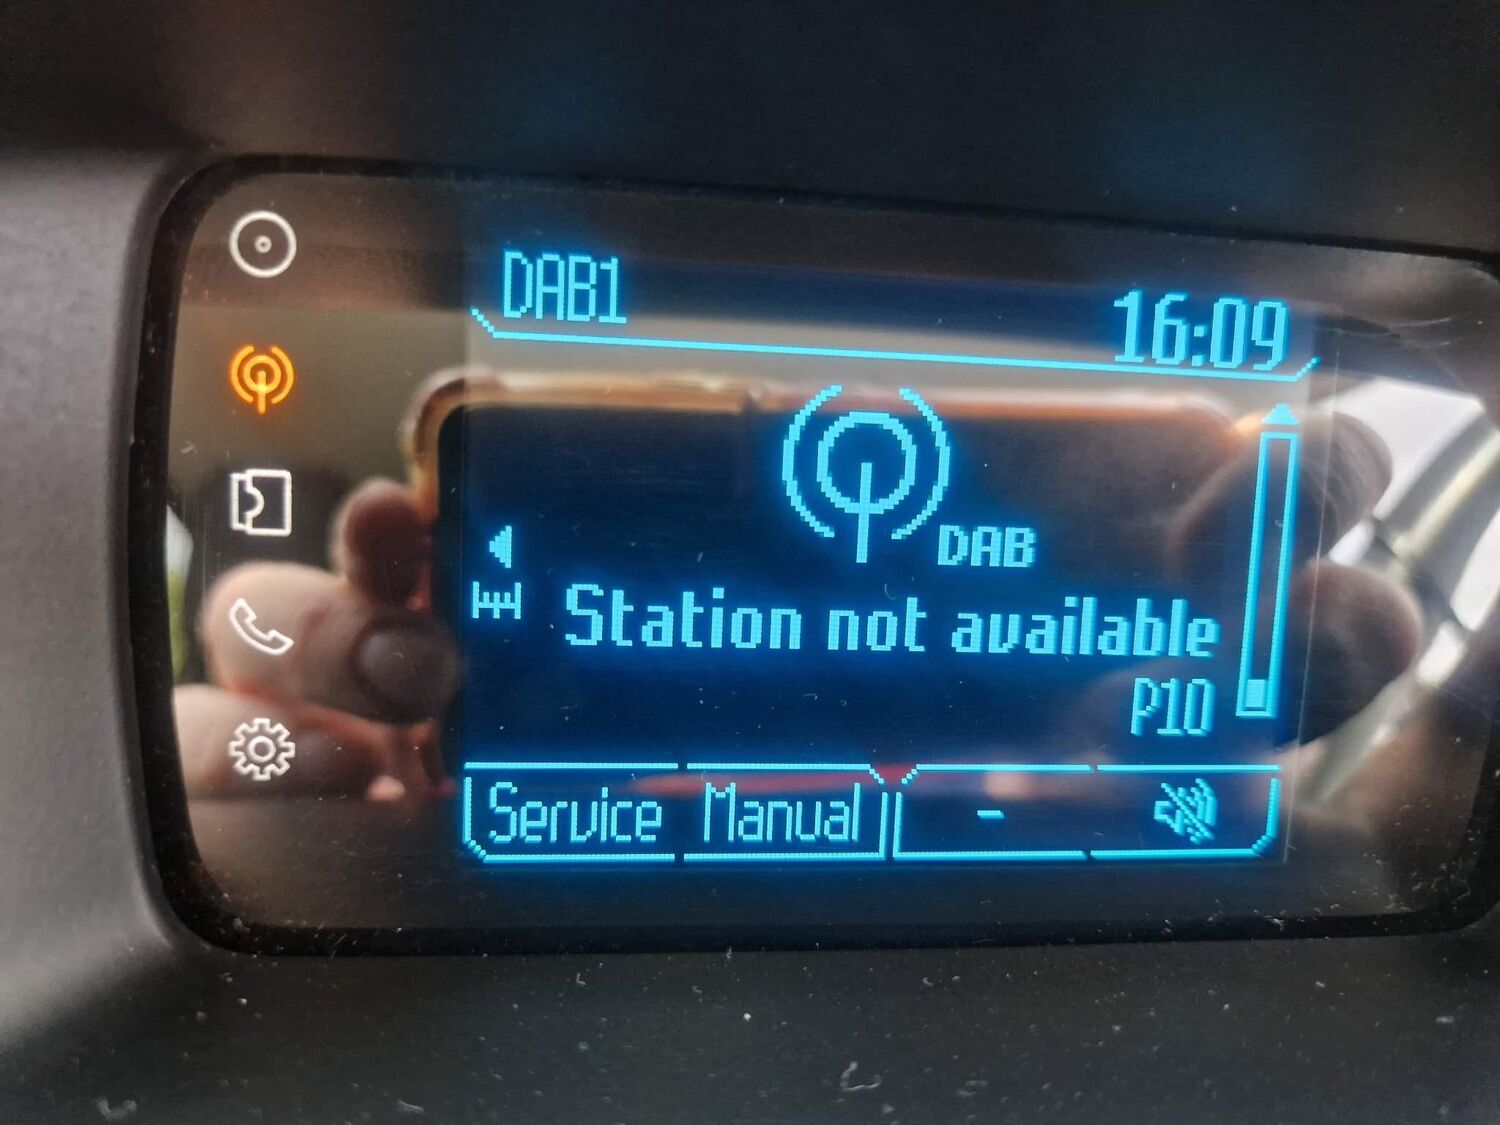 DAB1
16:09
DAB
Station not available
P10
Service Manual -